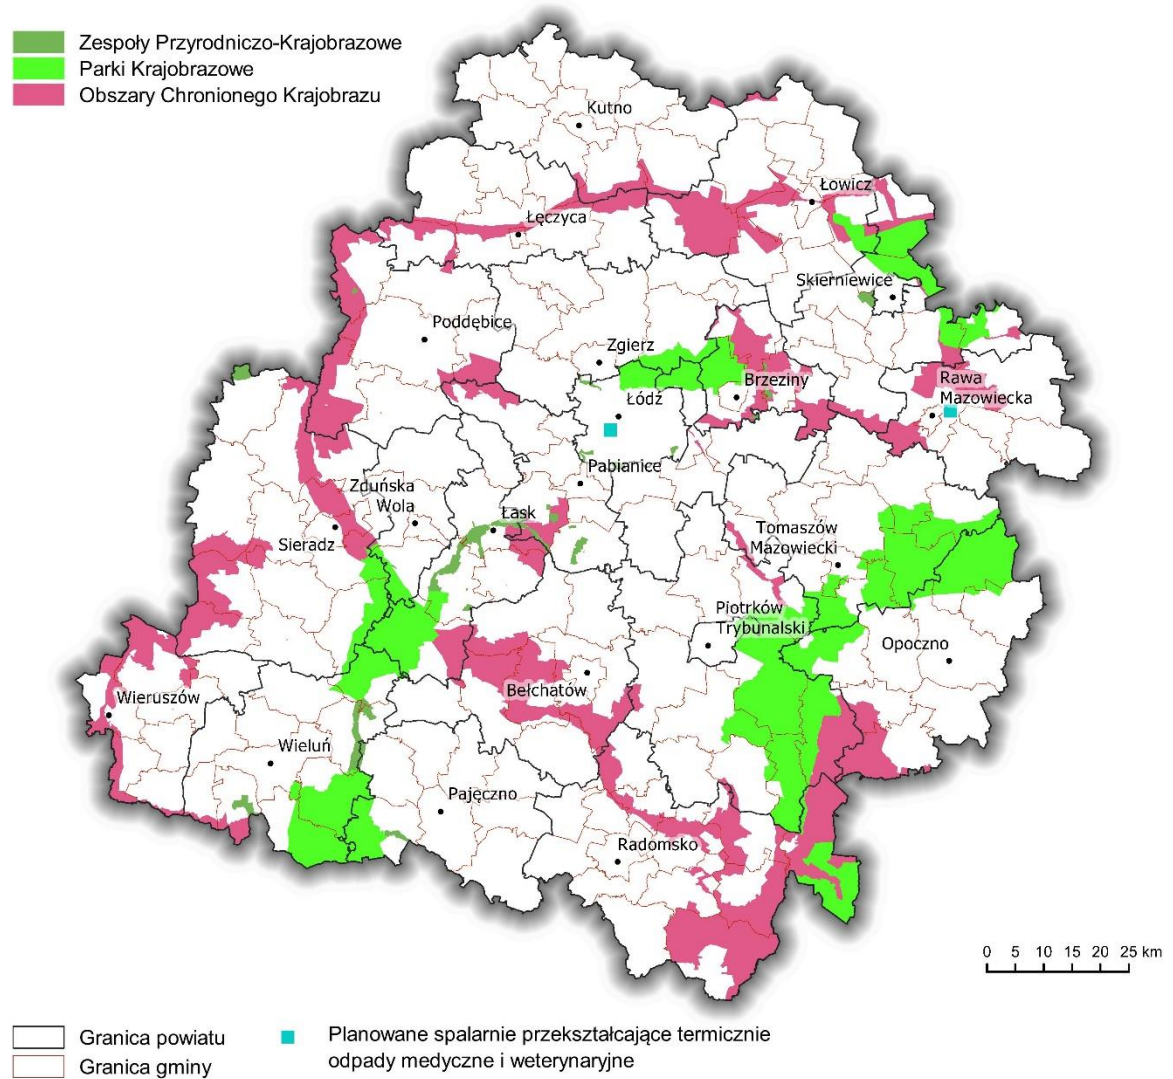 Zespoły Przyrodniczo-Krajobrazowe
Parki Krajobrazowe
Obszary Chronionego Krajobrazu
Kutno
Łowicz
Łęczyca
Skierniewice
Poddębice
Zgierz
Brzeziny
Rawa
Mazowiecka
Łódź
Pabianice
Zduńska
Wola
Łask
Sieradz
Tomaszów
Mazowiecki
Piotrków
Trybunalski
Opoczno
Bełchatów
Wieruszów
Wieluń
Pajęczno
Radomsko
0 5 10 15 20 25 km
Granica powiatu
Granica gminy
Planowane spalarnie przekształcające termicznie
odpady medyczne i weterynaryjne